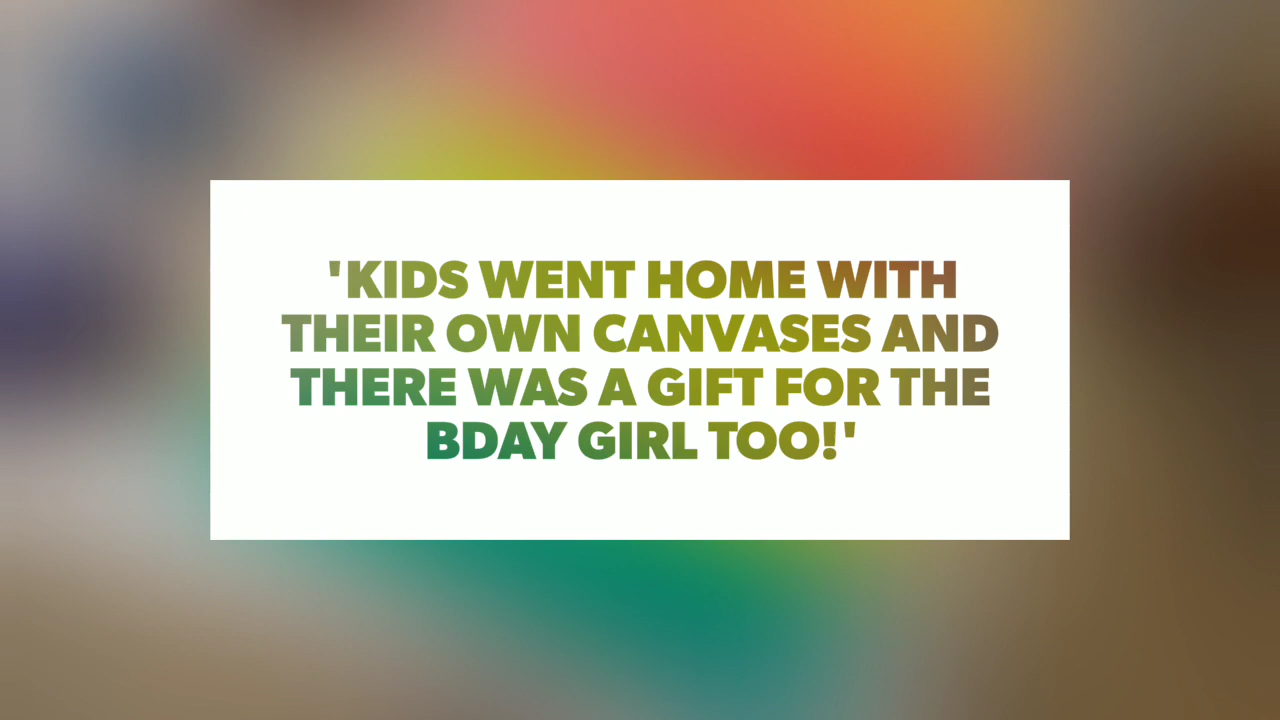 'KIDS WENT HOME WITH
THEIR OWN CANVASES AND
THERE WAS A GIFT FOR THE
BDAY GIRL TOO!'